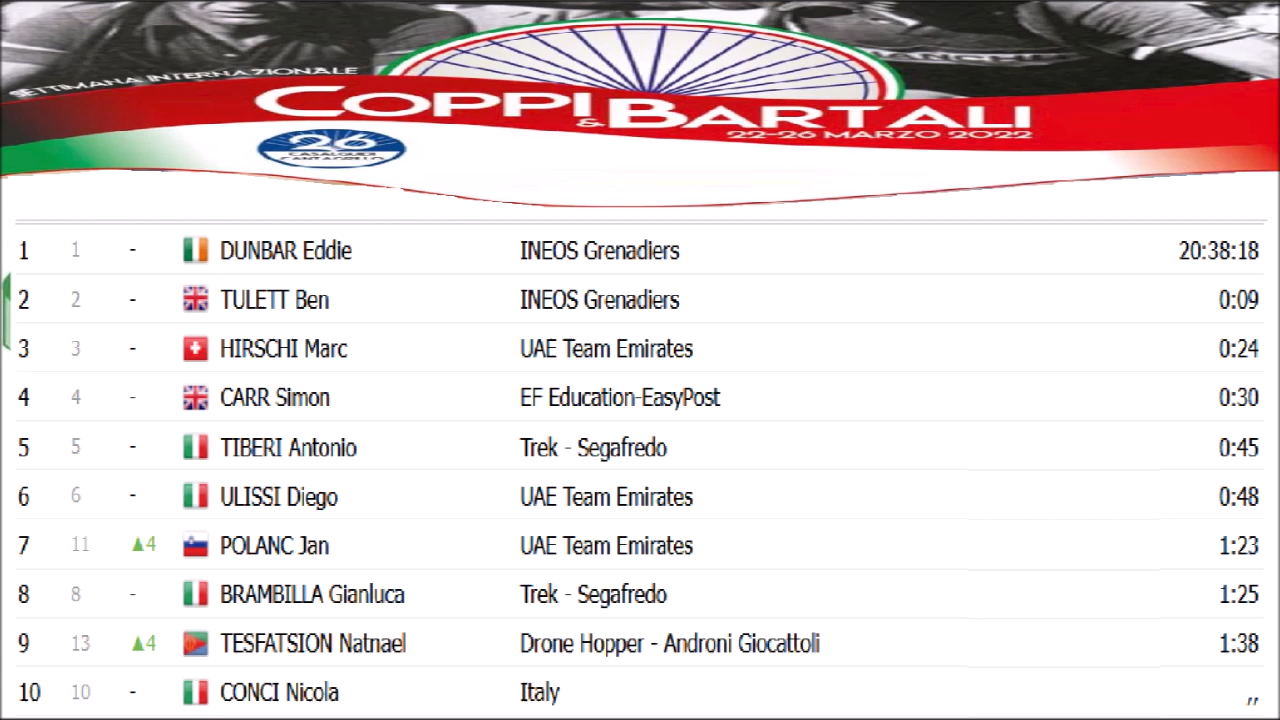 SETTIMANA INTERNAZIONALE
COPPI & BARTALI
22-26 MARZO 2022
26
1 1 - DUNBAR Eddie INEOS Grenadiers 20:38:18
2 2 - TULETT Ben INEOS Grenadiers 0:09
3 3 - HIRSCHI Marc UAE Team Emirates 0:24
4 4 - CARR Simon EF Education-EasyPost 0:30
5 5 - TIBERI Antonio Trek - Segafredo 0:45
6 6 - ULISSI Diego UAE Team Emirates 0:48
7 11 ▲4 POLANC Jan UAE Team Emirates 1:23
8 8 - BRAMBILLA Gianluca Trek - Segafredo 1:25
9 13 ▲4 TESFATSION Natnael Drone Hopper - Androni Giocattoli 1:38
10 10 - CONCI Nicola Italy ,,